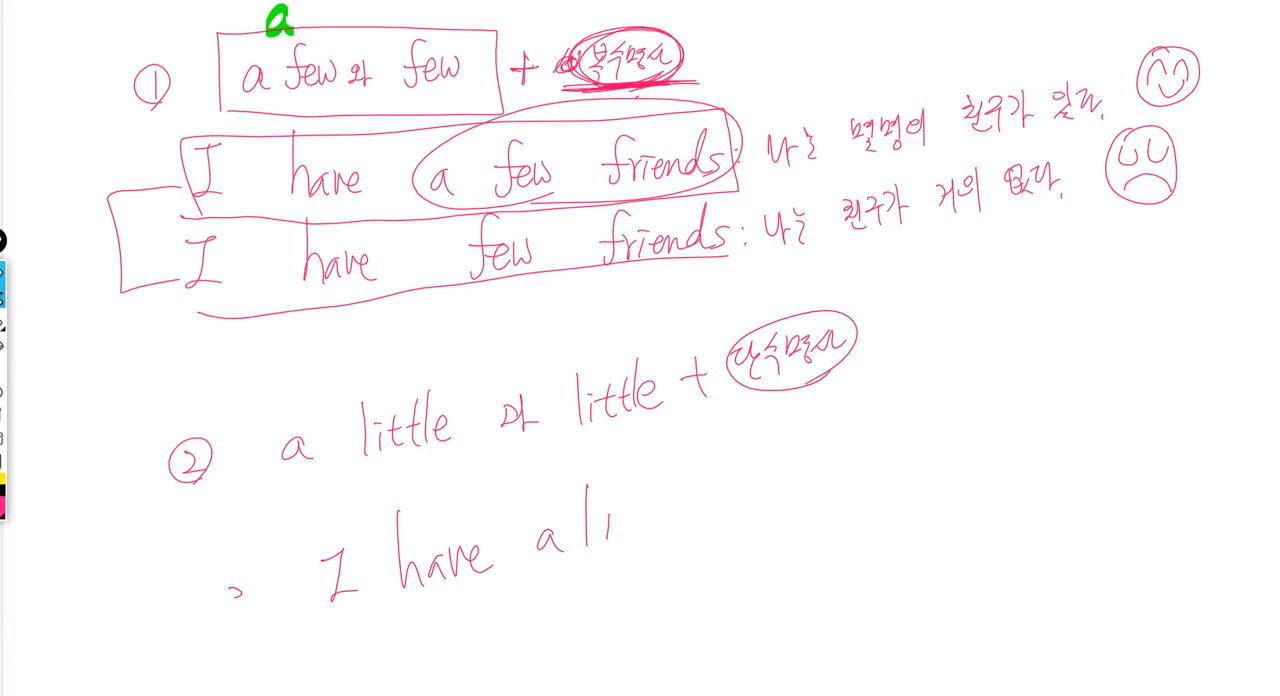 a
① a few와 few + 복수명사
I have a few friends: 나는 몇명이 친구가 있다.
I have few friends: 나는 친구가 거의 없다.
② a little 과 little + 단수명사
I have a li